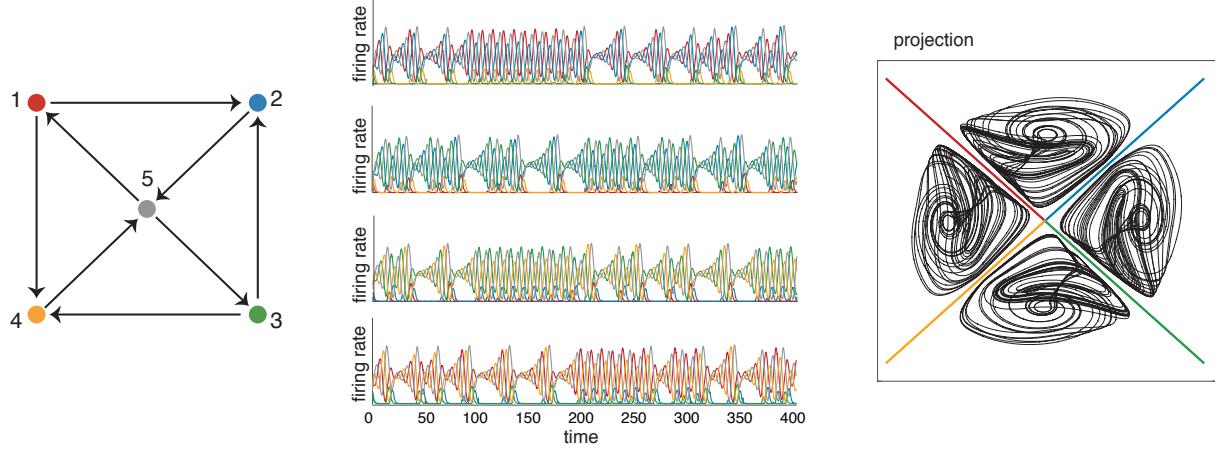 1
2
5
4
3
firing rate
firing rate
firing rate
firing rate
0 50 100 150 200 250 300 350 400
time
projection